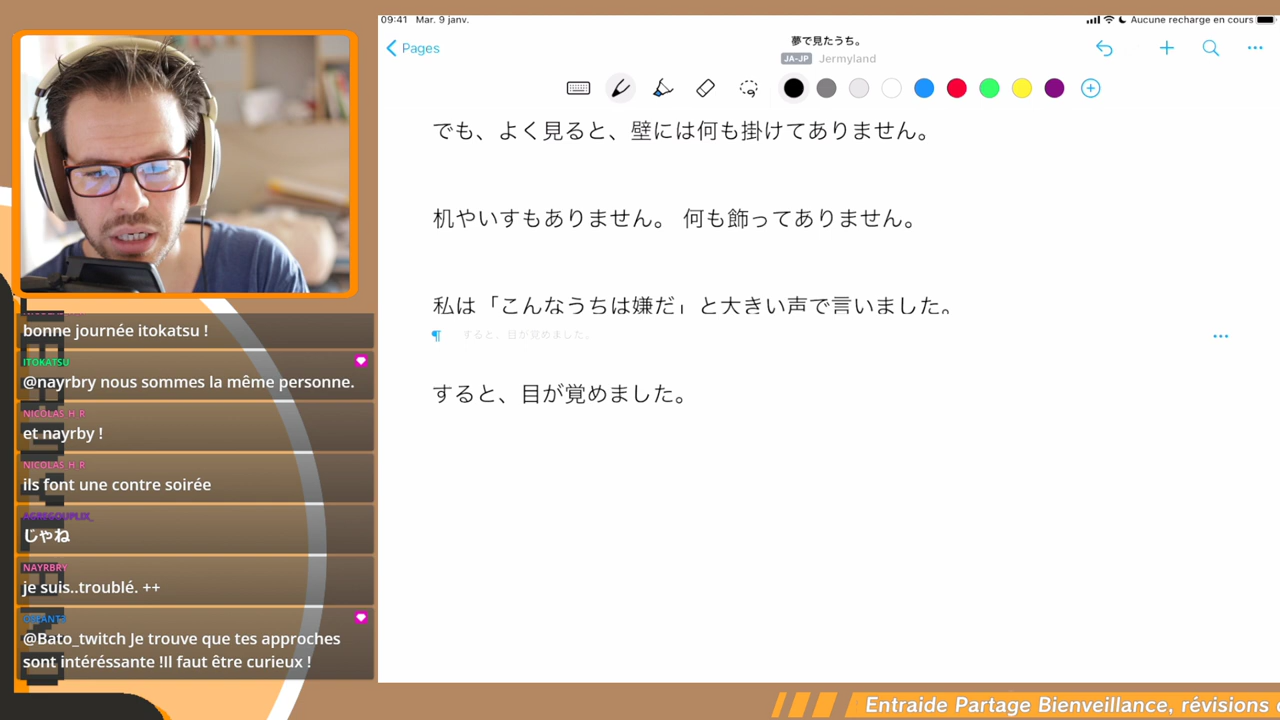 09:41 Mar. 9 janv.
Aucune recharge en cours
Pages
夢で見たうち。
JA-JP Jermyland
でも、よく見ると、壁には何も掛けてありません。
机やいすもありません。 何も飾ってありません。
私は「こんなうちは嫌だ」と大きい声で言いました。
¶ すると、目が覚めました。
すると、目が覚めました。
bonne journée itokatsu !
ITOKATSU
@nayrbry nous sommes la même personne.
NICOLAS H R
et nayrby !
NICOLAS H R
ils font une contre soirée
じゃね
NAYRBRY
je suis..troublé. ++
@Bato_twitch Je trouve que tes approches
sont intéréssante !Il faut être curieux !
Entraide Partage Bienveillance, révisions